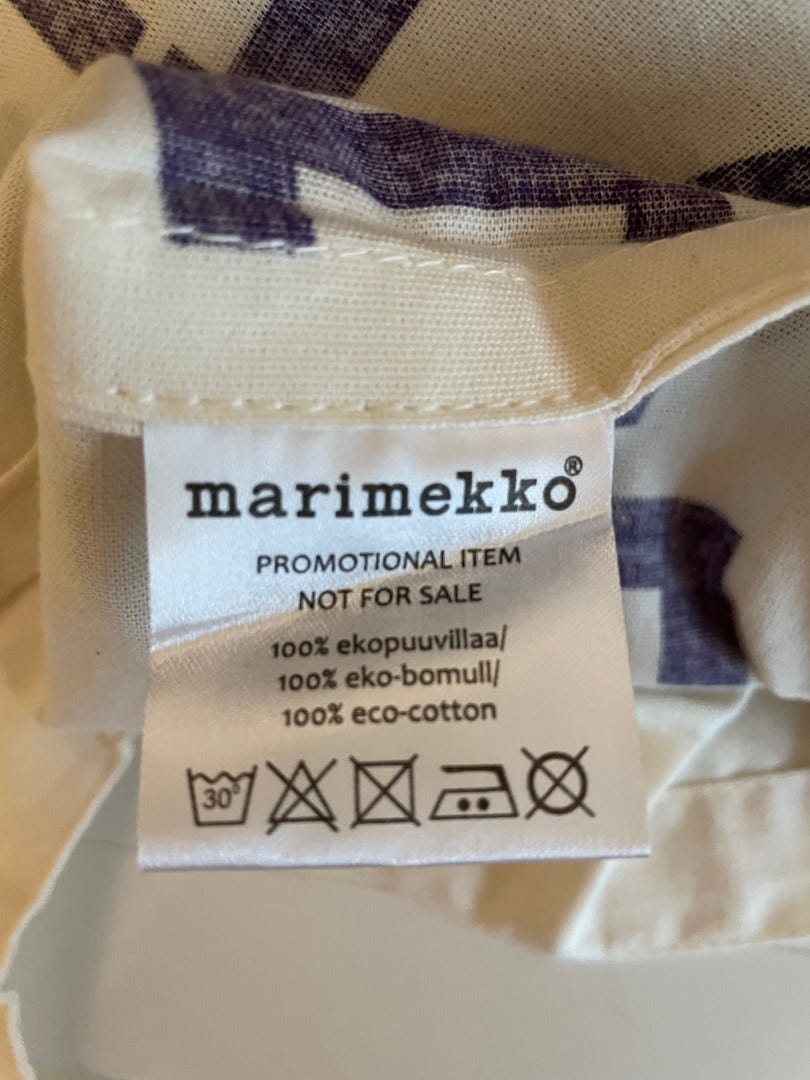 marimekko®
PROMOTIONAL ITEM
NOT FOR SALE
100% ekopuuvillaa/
100% eko-bomull/
100% eco-cotton
30°